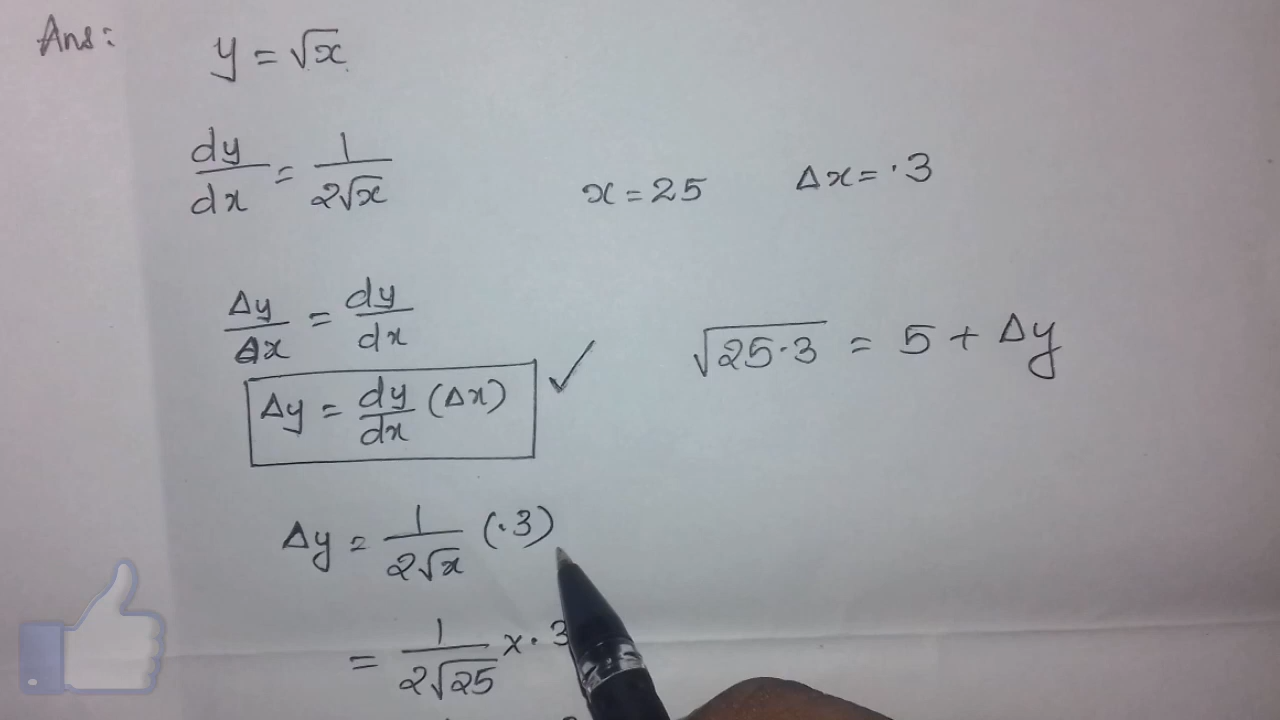 Ans: y = √x
dy/dx = 1/2√x
x = 25 Δx = ·3
Δy/Δx = dy/dx
√25·3 = 5 + Δy
Δy = dy/dx (Δx) ✓
Δy = 1/2√x (·3)
= 1/2√25 × ·3